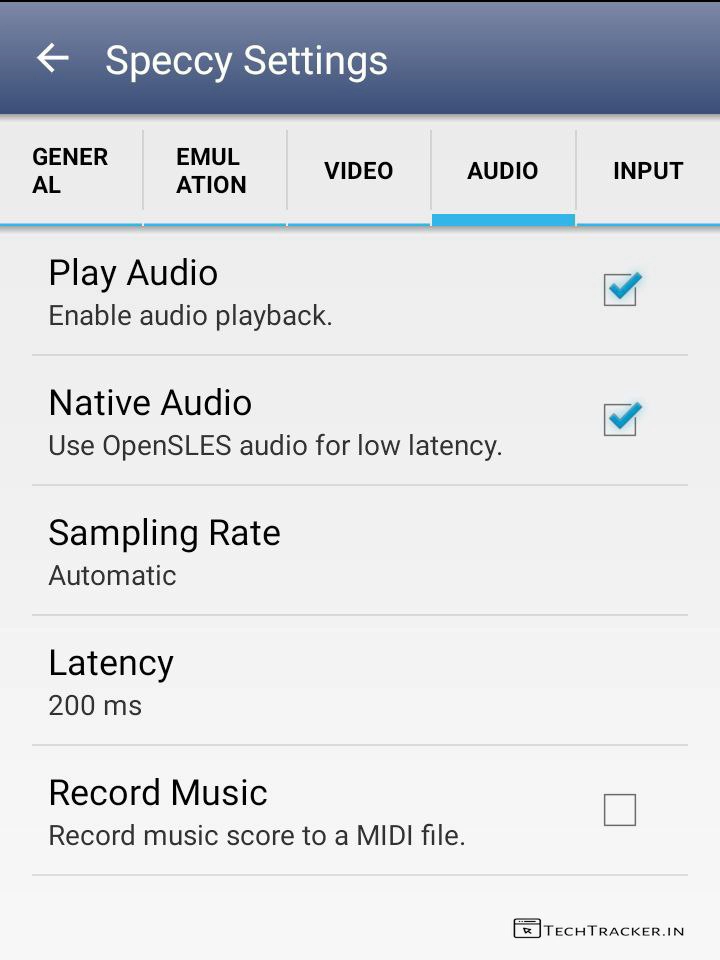 Speccy Settings
GENER
AL
EMUL
ATION
VIDEO
AUDIO
INPUT
Play Audio
Enable audio playback.
Native Audio
Use OpenSLES audio for low latency.
Sampling Rate
Automatic
Latency
200 ms
Record Music
Record music score to a MIDI file.
TECHTRACKER.IN